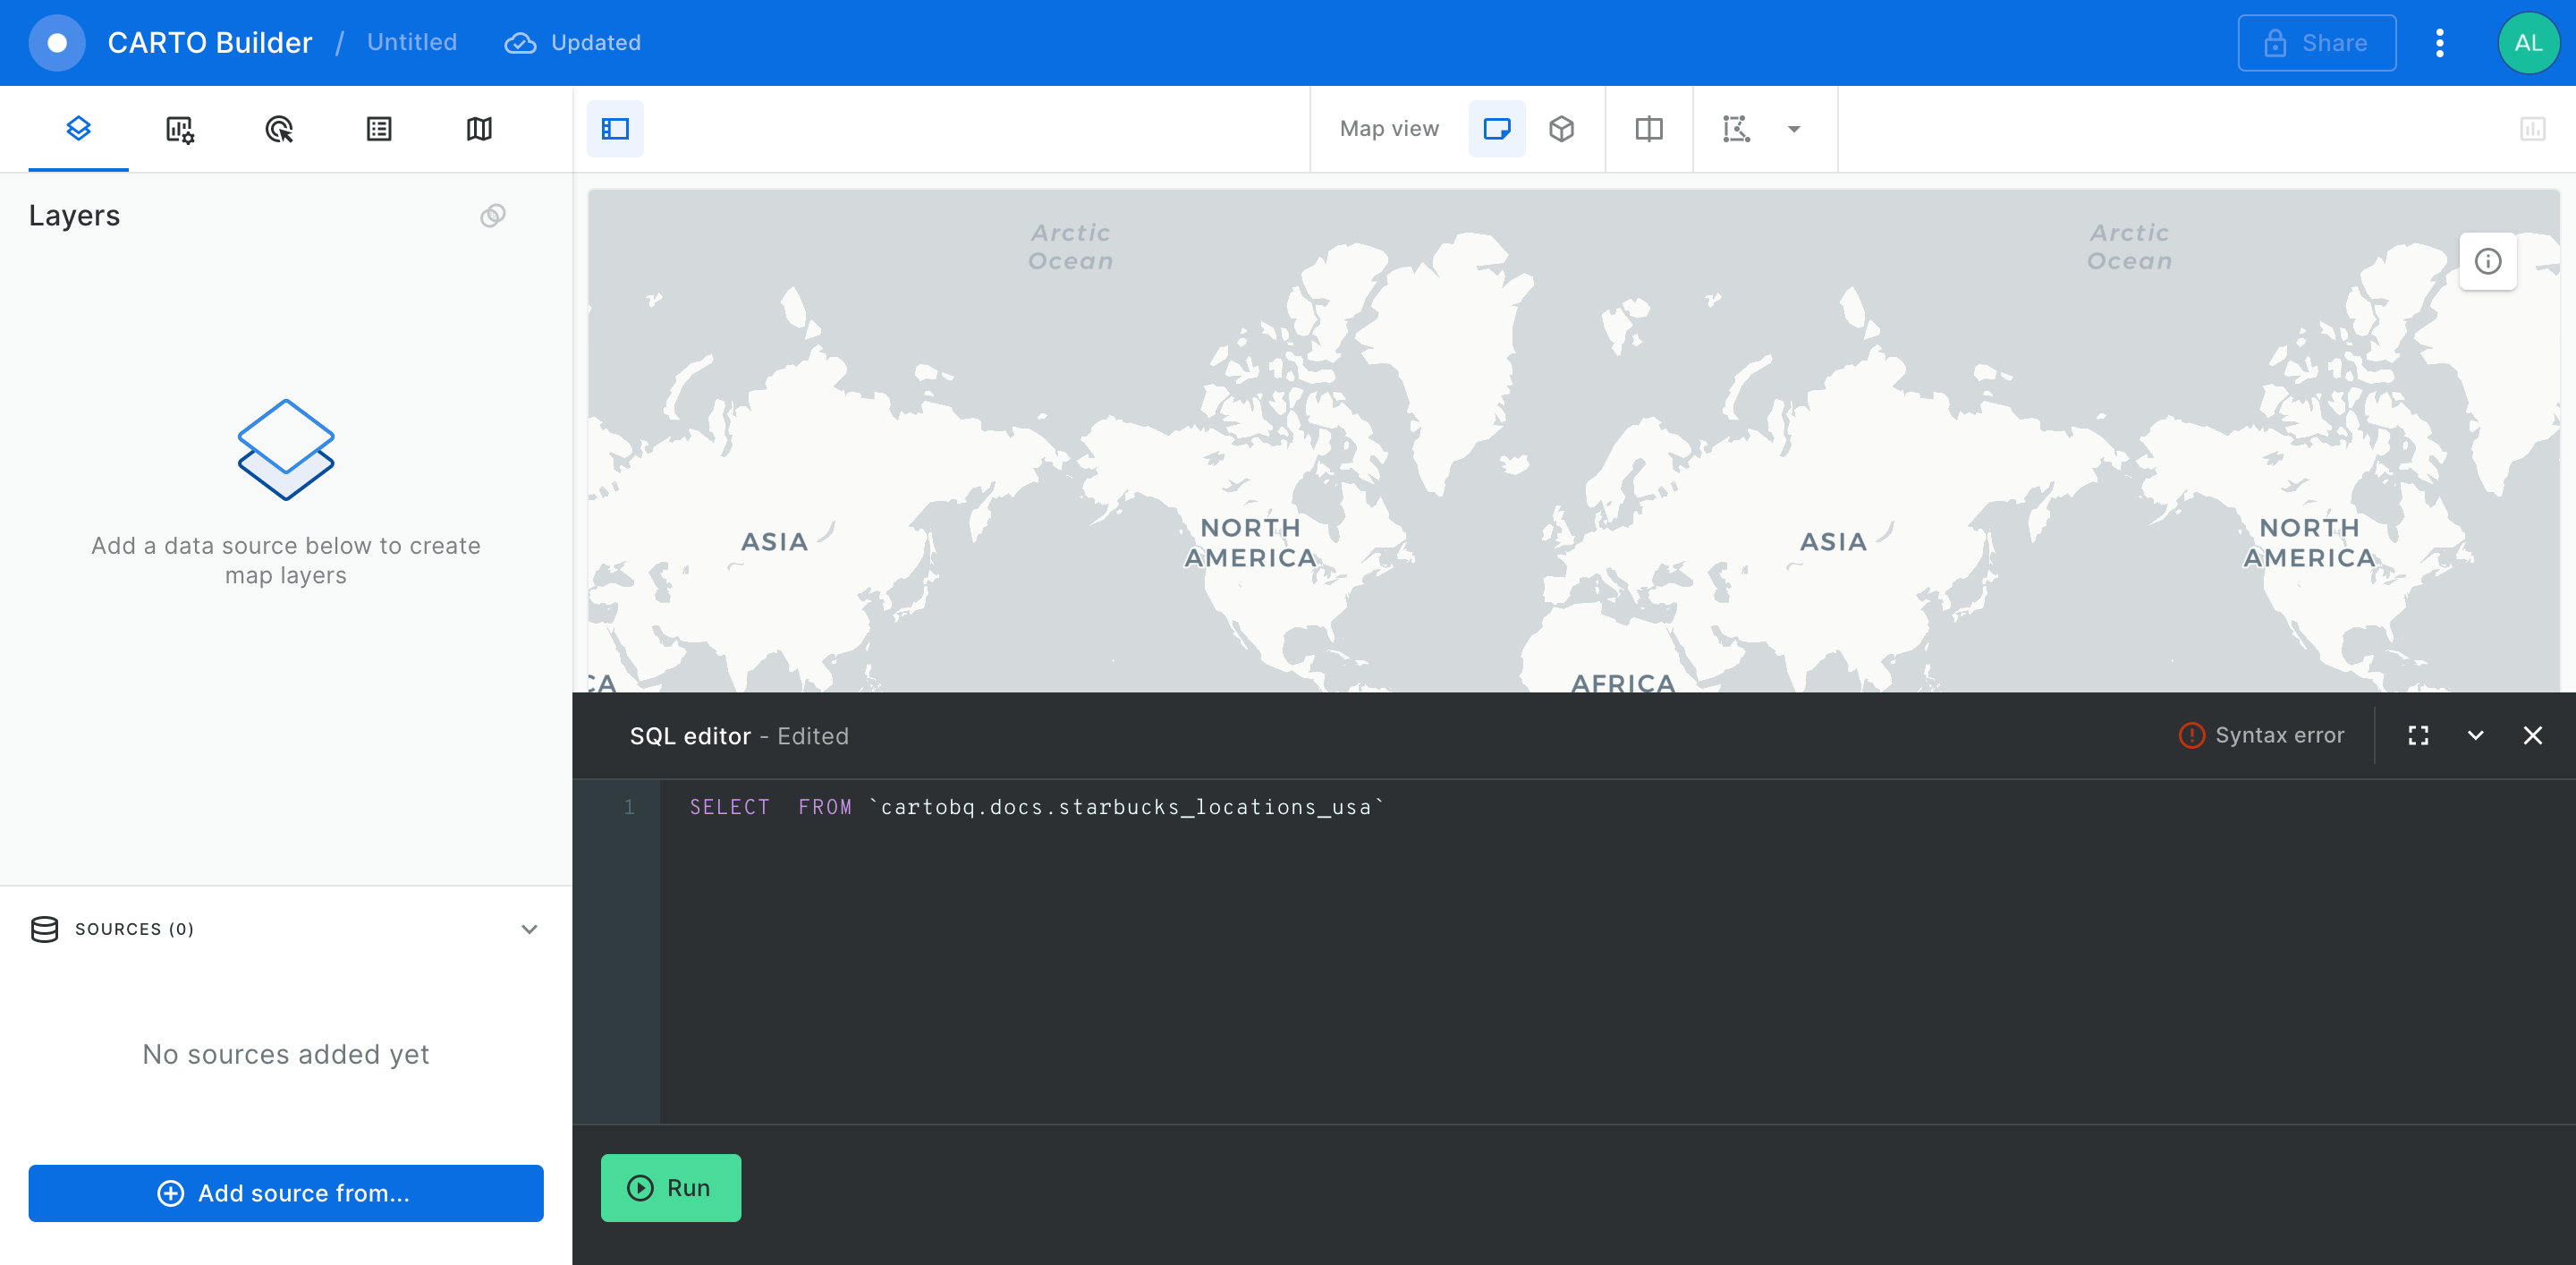 CARTO Builder / Untitled Updated
Share
AL
Map view
Layers
Add a data source below to create
map layers
SOURCES (0)
No sources added yet
Add source from...
Arctic
Ocean
Arctic
Ocean
ASIA
NORTH
AMERICA
ASIA
NORTH
AMERICA
CA
AFRICA
SQL editor - Edited
Syntax error
1 SELECT  FROM `cartobq.docs.starbucks_locations_usa`
Run